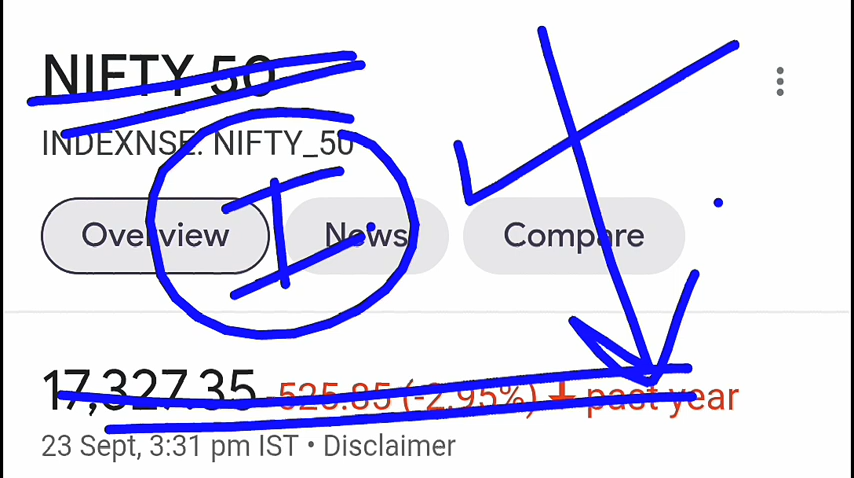 NIFTY 50
INDEXNSE: NIFTY_50
Overview News Compare
I
17,327.35 -525.85 (-2.95%) ↓ past year
23 Sept, 3:31 pm IST • Disclaimer